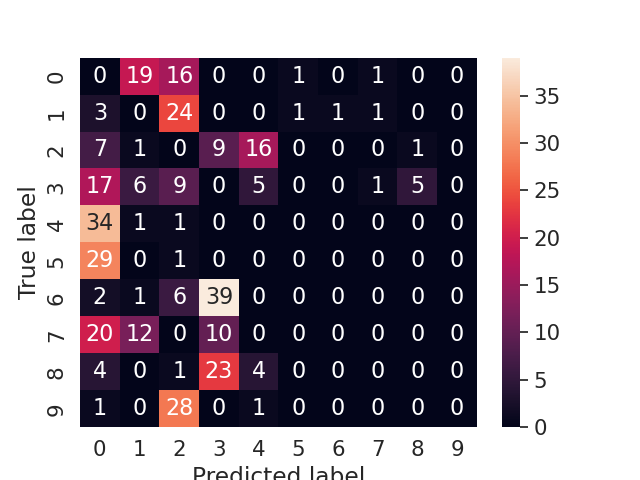 0 0 19 16 0 0 1 0 1 0 0
1 3 0 24 0 0 1 1 1 0 0
2 7 1 0 9 16 0 0 0 1 0
3 17 6 9 0 5 0 0 1 5 0
4 34 1 1 0 0 0 0 0 0 0
5 29 0 1 0 0 0 0 0 0 0
6 2 1 6 39 0 0 0 0 0 0
7 20 12 0 10 0 0 0 0 0 0
8 4 0 1 23 4 0 0 0 0 0
9 1 0 28 0 1 0 0 0 0 0
0 1 2 3 4 5 6 7 8 9
Predicted label
True label
35
30
25
20
15
10
5
0